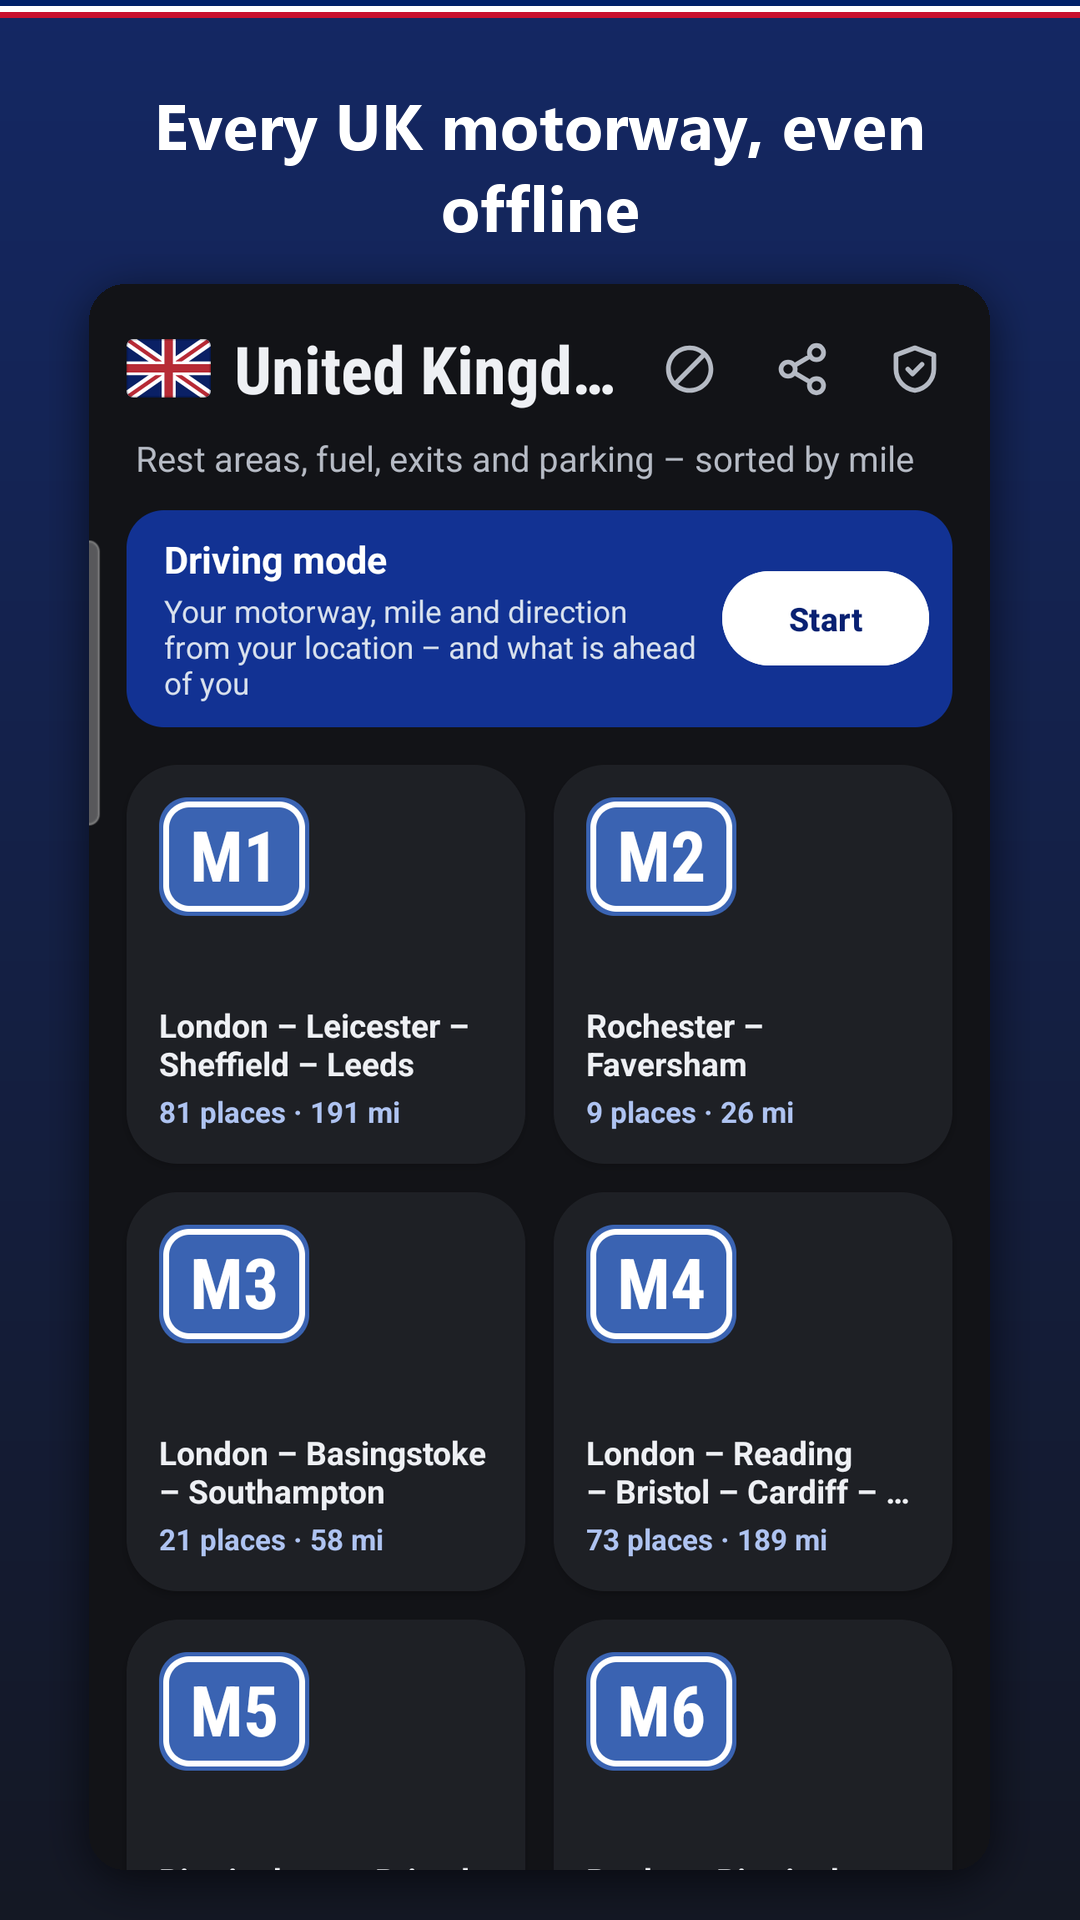 Every UK motorway, even
offline
United Kingd...
Rest areas, fuel, exits and parking – sorted by mile
Driving mode
Your motorway, mile and direction
from your location – and what is ahead
of you
Start
M1
London – Leicester –
Sheffield – Leeds
81 places · 191 mi
M2
Rochester –
Faversham
9 places · 26 mi
M3
London – Basingstoke
– Southampton
21 places · 58 mi
M4
London – Reading
– Bristol – Cardiff – ...
73 places · 189 mi
M5
M6